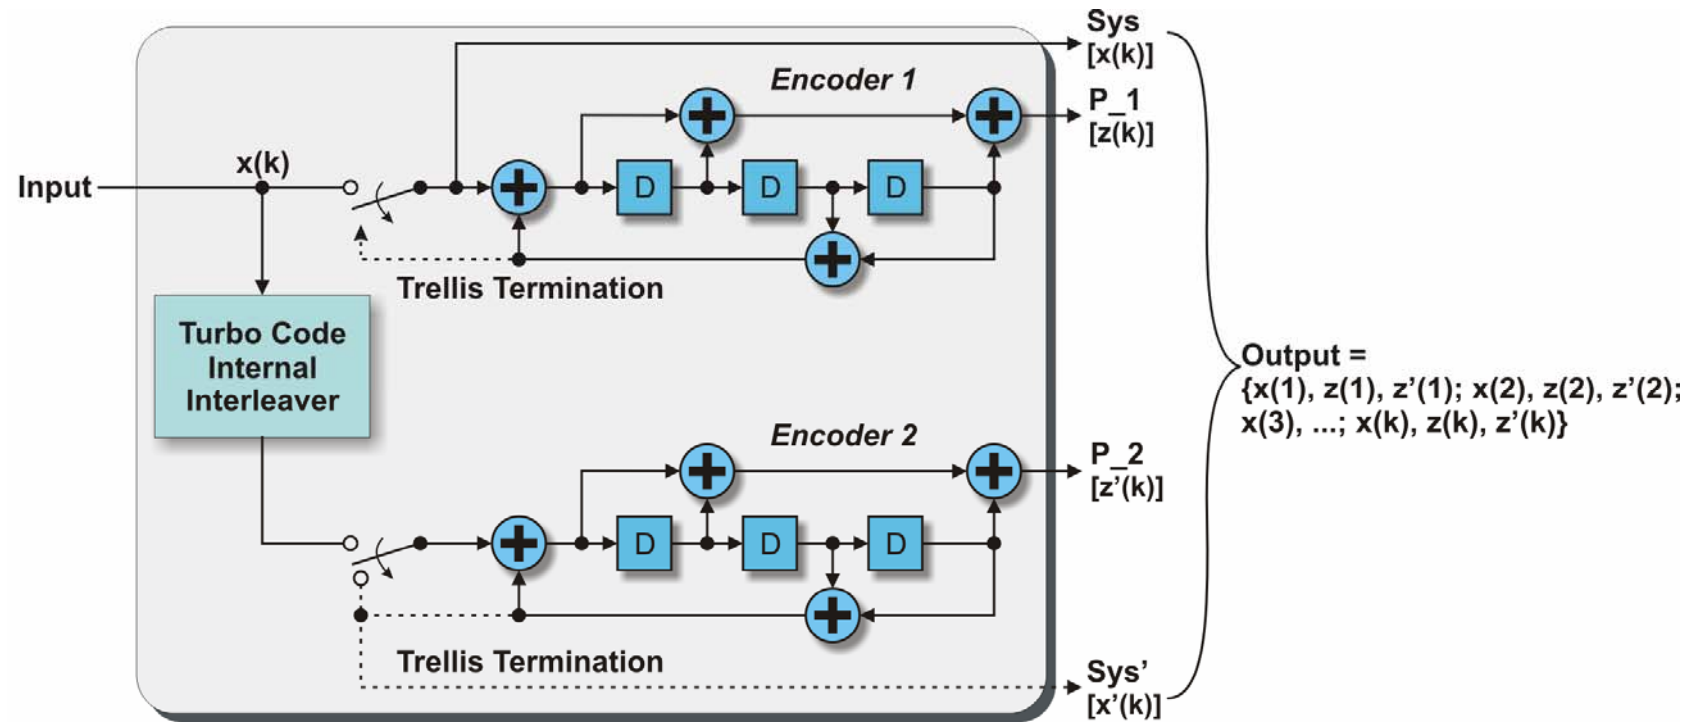 Sys
[x(k)]
Encoder 1
P_1
[z(k)]
x(k)
Input
D
D
D
Trellis Termination
Turbo Code
Internal
Interleaver
Output =
{x(1), z(1), z’(1); x(2), z(2), z’(2);
x(3), ...; x(k), z(k), z’(k)}
Encoder 2
P_2
[z’(k)]
D
D
D
Trellis Termination
Sys’
[x’(k)]